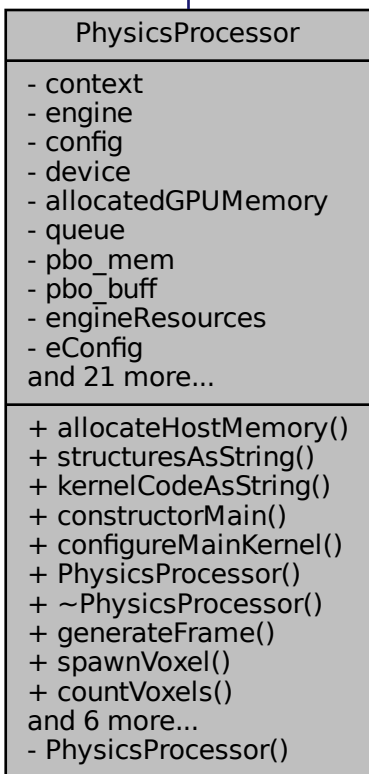 PhysicsProcessor
- context
- engine
- config
- device
- allocatedGPUMemory
- queue
- pbo_mem
- pbo_buff
- engineResources
- eConfig
and 21 more...
+ allocateHostMemory()
+ structuresAsString()
+ kernelCodeAsString()
+ constructorMain()
+ configureMainKernel()
+ PhysicsProcessor()
+ ~PhysicsProcessor()
+ generateFrame()
+ spawnVoxel()
+ countVoxels()
and 6 more...
- PhysicsProcessor()